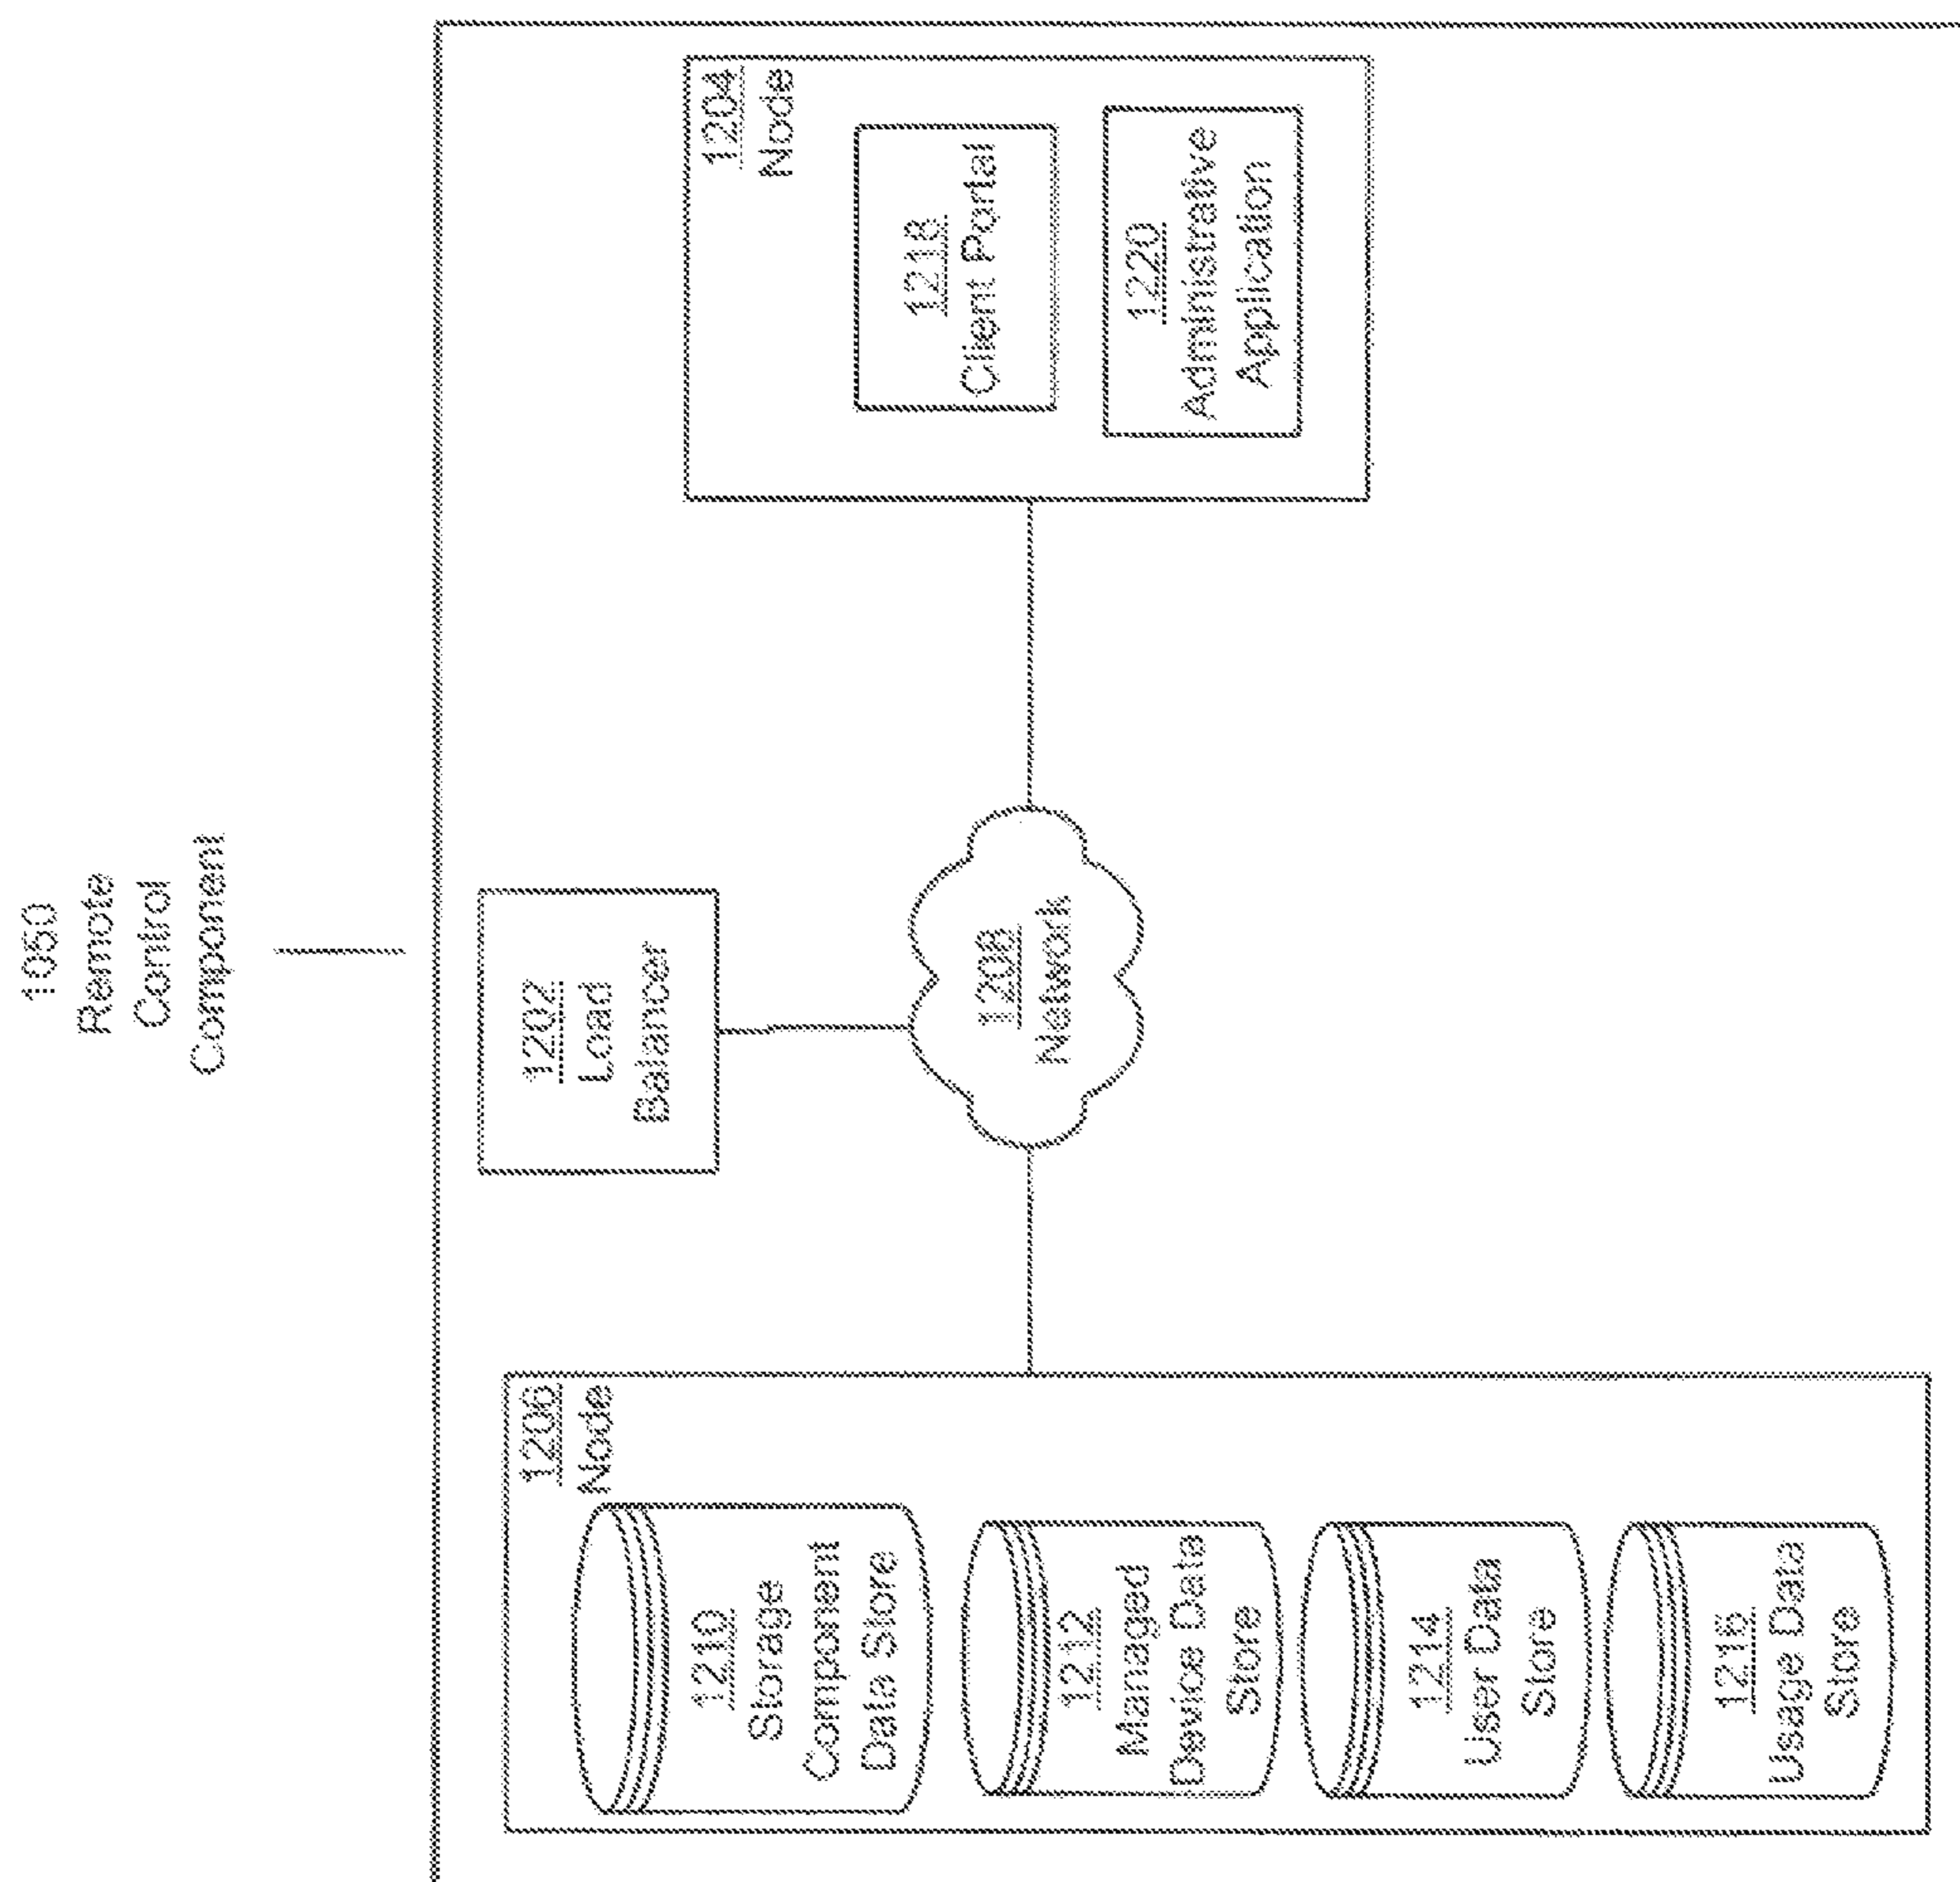 1050
Remote
Control
Component
1202
Load
Balancer
1206
Node
1210
Storage
Component
Data Store
1212
Managed
Device Data
Store
1214
User Data
Store
1216
Usage Data
Store
1208
Network
1204
Node
1218
Client Portal
1220
Administrative
Application